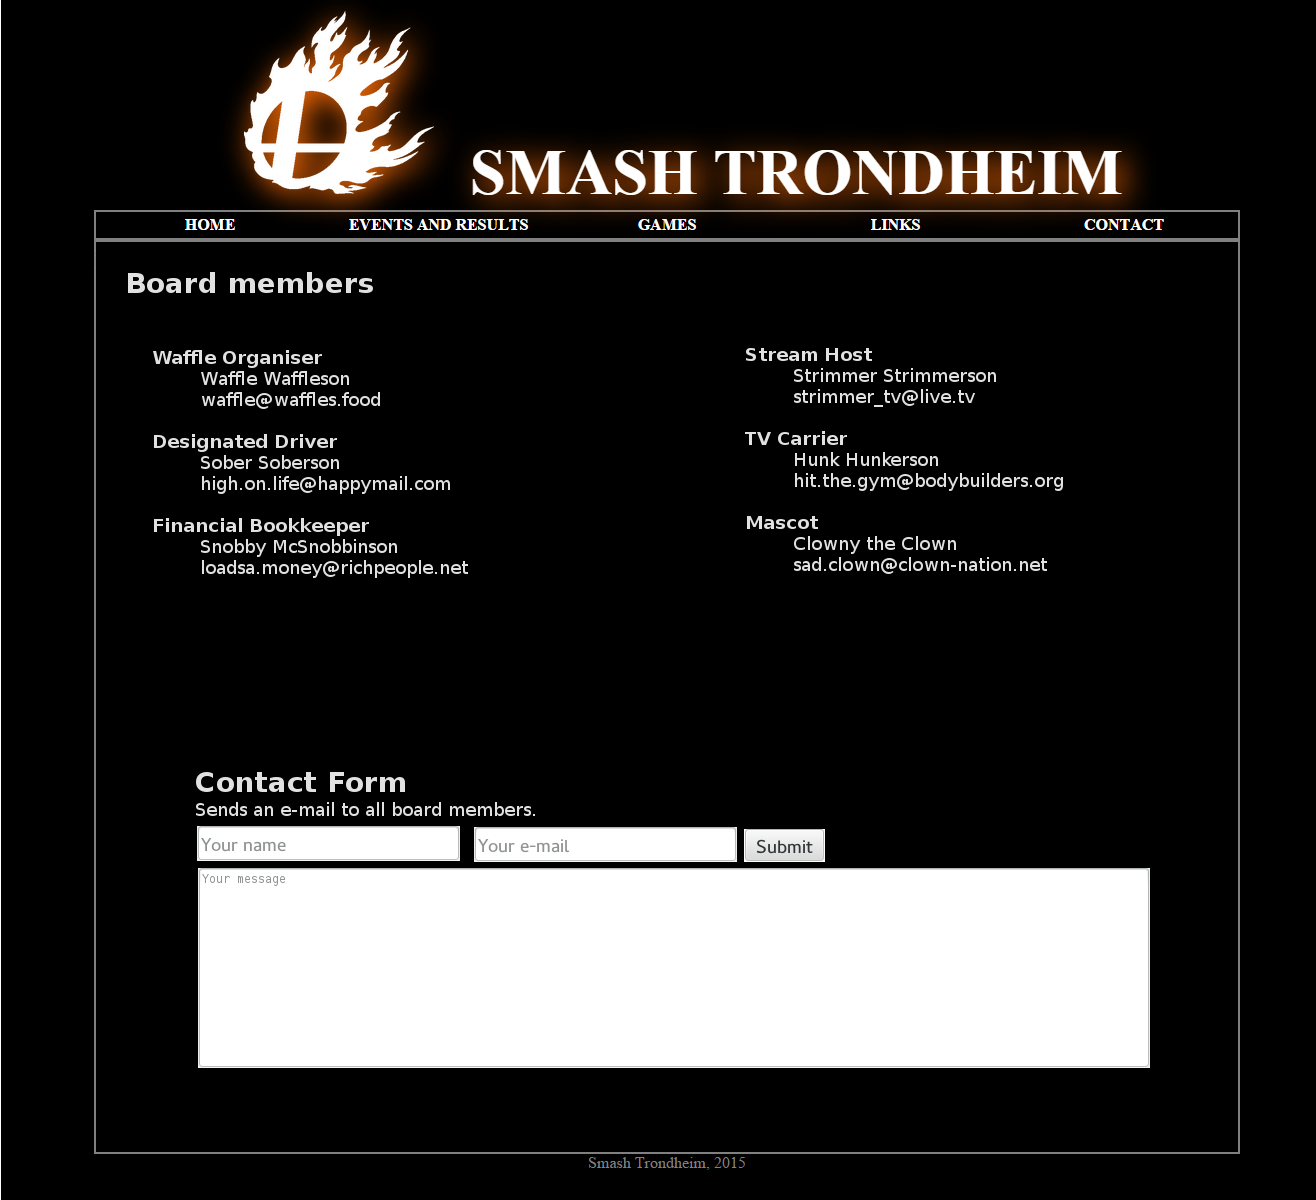 SMASH TRONDHEIM
HOME EVENTS AND RESULTS GAMES LINKS CONTACT
Board members
Waffle Organiser
Waffle Waffleson
waffle@waffles.food
Designated Driver
Sober Soberson
high.on.life@happymail.com
Financial Bookkeeper
Snobby McSnobbinson
loadsa.money@richpeople.net
Stream Host
Strimmer Strimmerson
strimmer_tv@live.tv
TV Carrier
Hunk Hunkerson
hit.the.gym@bodybuilders.org
Mascot
Clowny the Clown
sad.clown@clown-nation.net
Contact Form
Sends an e-mail to all board members.
Your name Your e-mail Submit
Your message
Smash Trondheim, 2015